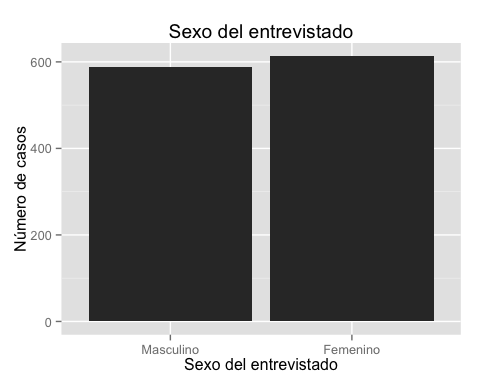 Sexo del entrevistado
Número de casos
600
400
200
0
Masculino Femenino
Sexo del entrevistado